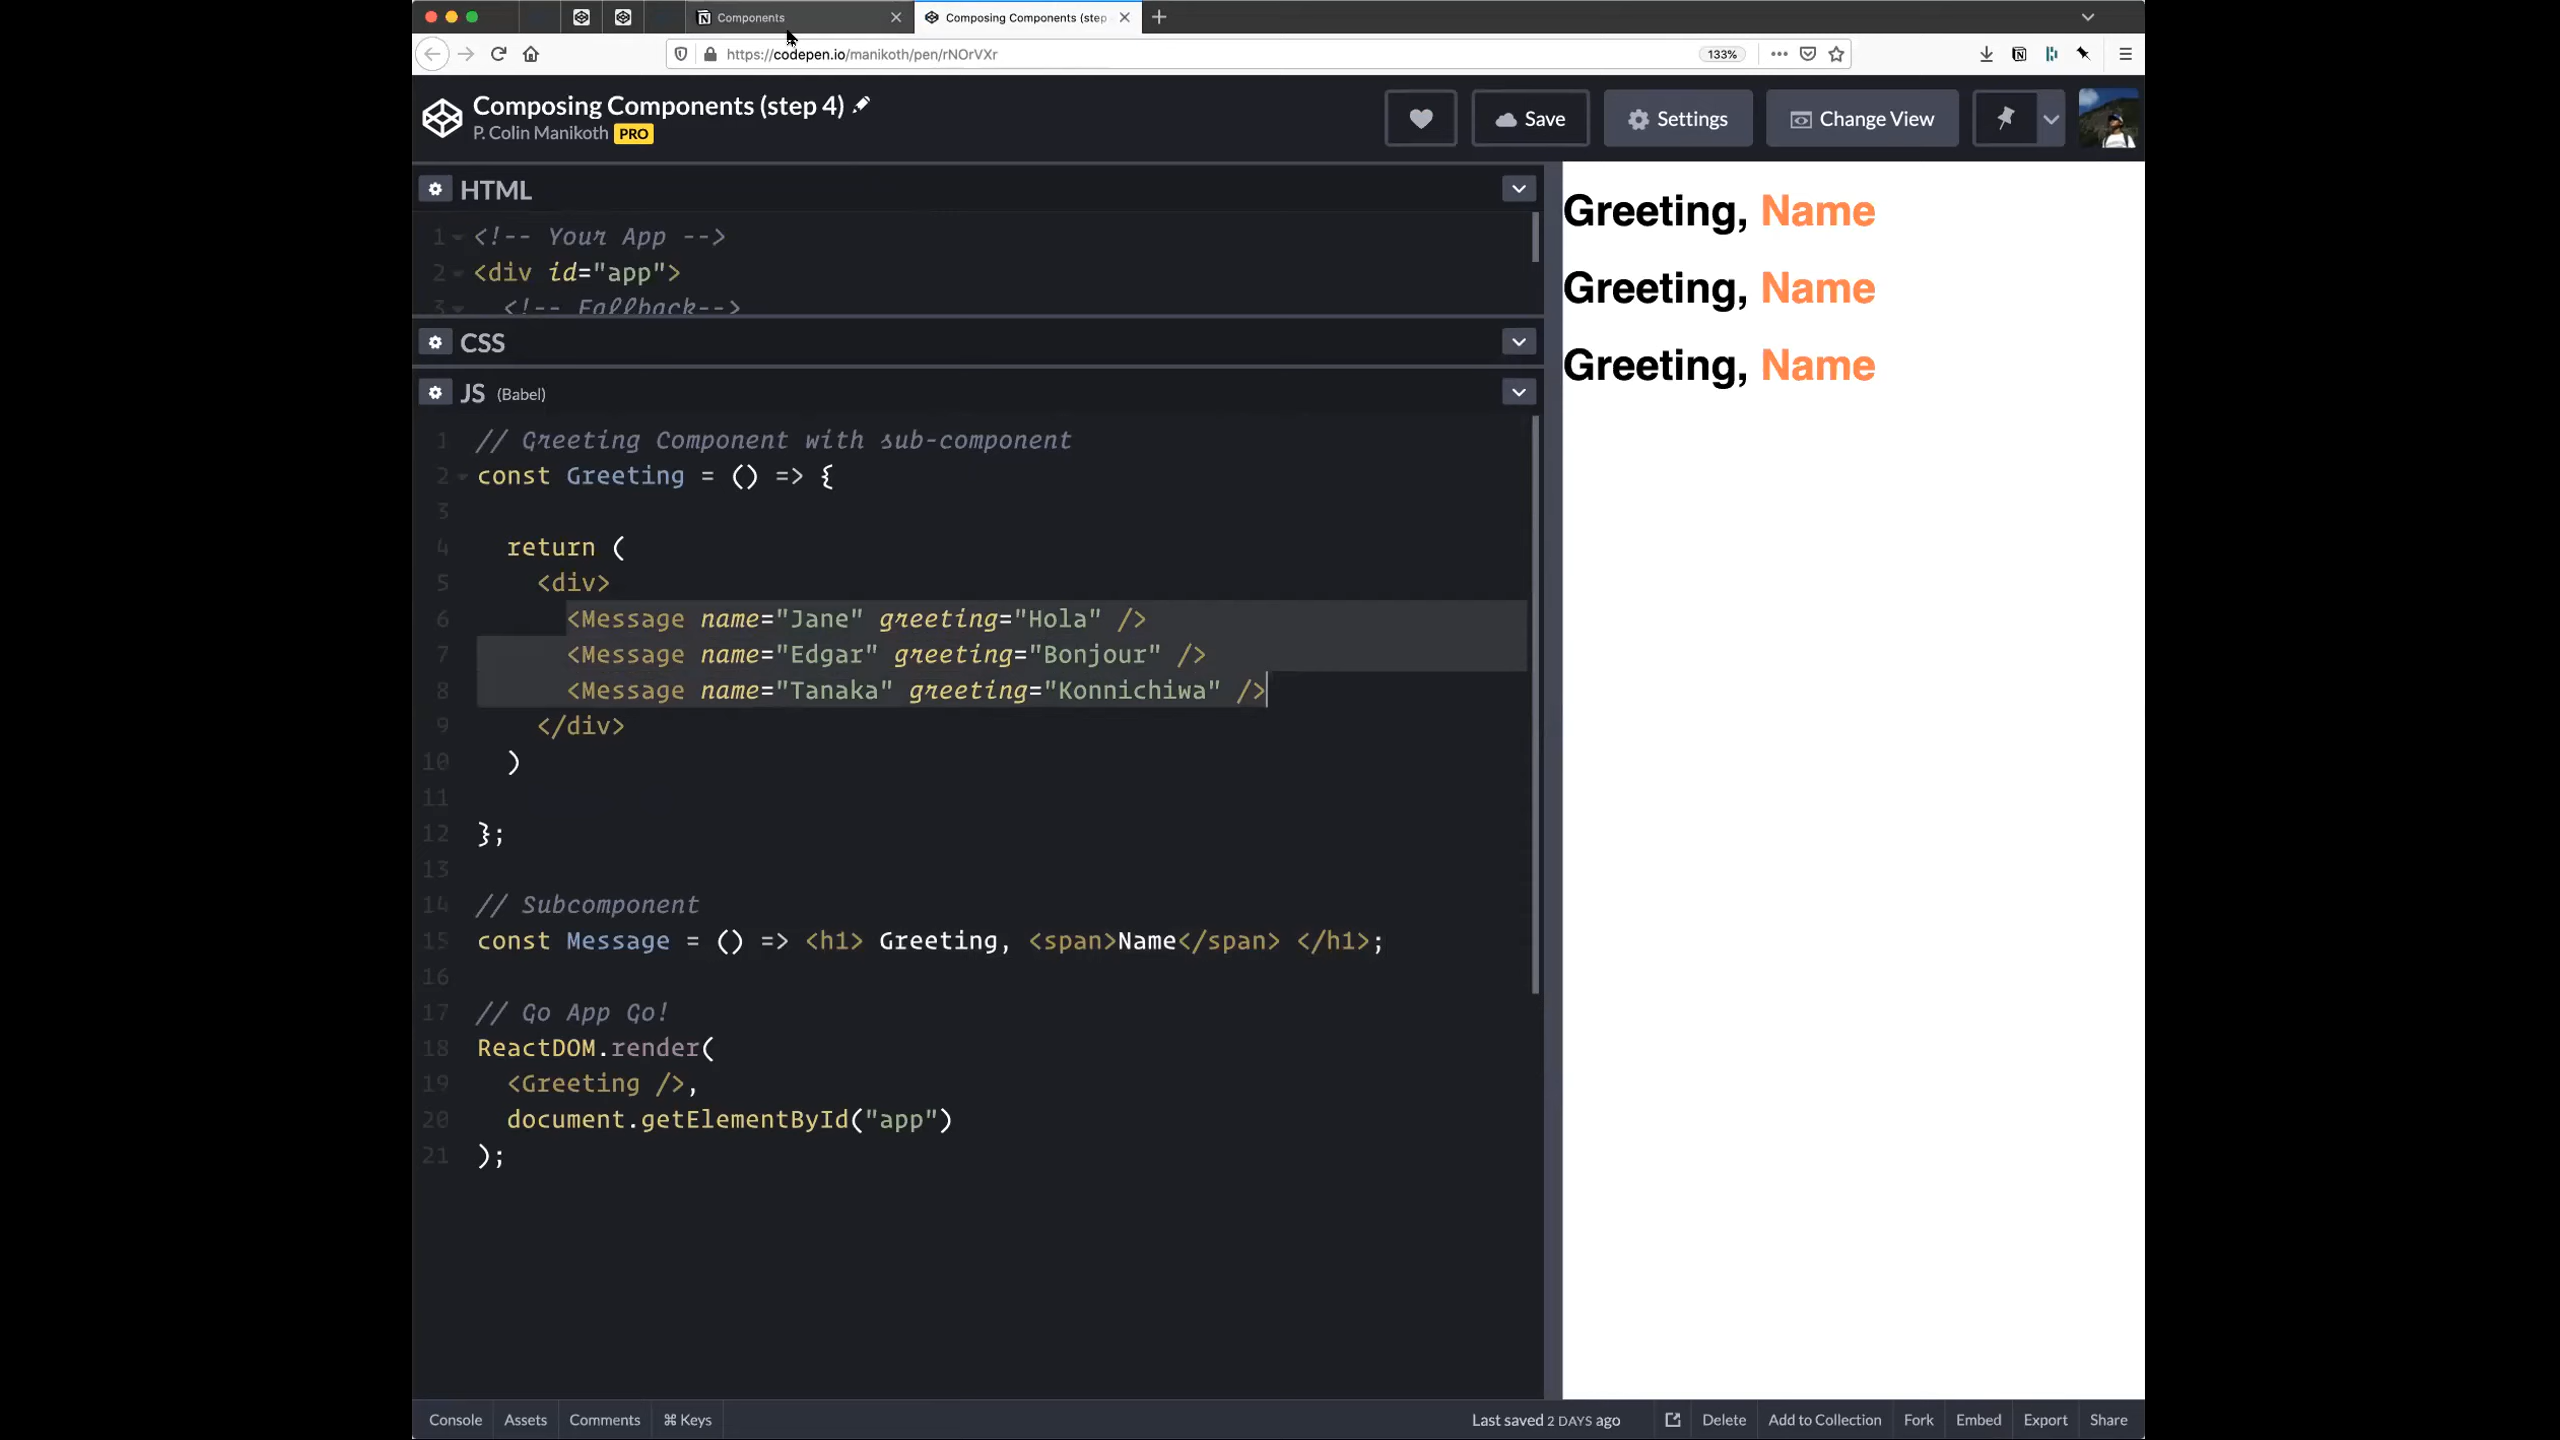 Components
Composing Components (step
https://codepen.io/manikoth/pen/rNOrVXr
133%
Composing Components (step 4)
P. Colin Manikoth PRO
Save
Settings
Change View
HTML
1 <!-- Your App -->
2 <div id="app">
3 <!-- Fallback-->
CSS
JS (Babel)
1 // Greeting Component with sub-component
2 const Greeting = () => {
3
4 return (
5 <div>
6 <Message name="Jane" greeting="Hola" />
7 <Message name="Edgar" greeting="Bonjour" />
8 <Message name="Tanaka" greeting="Konnichiwa" />
9 </div>
10 )
11
12 };
13
14 // Subcomponent
15 const Message = () => <h1> Greeting, <span>Name</span> </h1>;
16
17 // Go App Go!
18 ReactDOM.render(
19 <Greeting />,
20 document.getElementById("app")
21 );
Greeting, Name
Greeting, Name
Greeting, Name
Console
Assets
Comments
⌘ Keys
Last saved 2 DAYS ago
Delete
Add to Collection
Fork
Embed
Export
Share